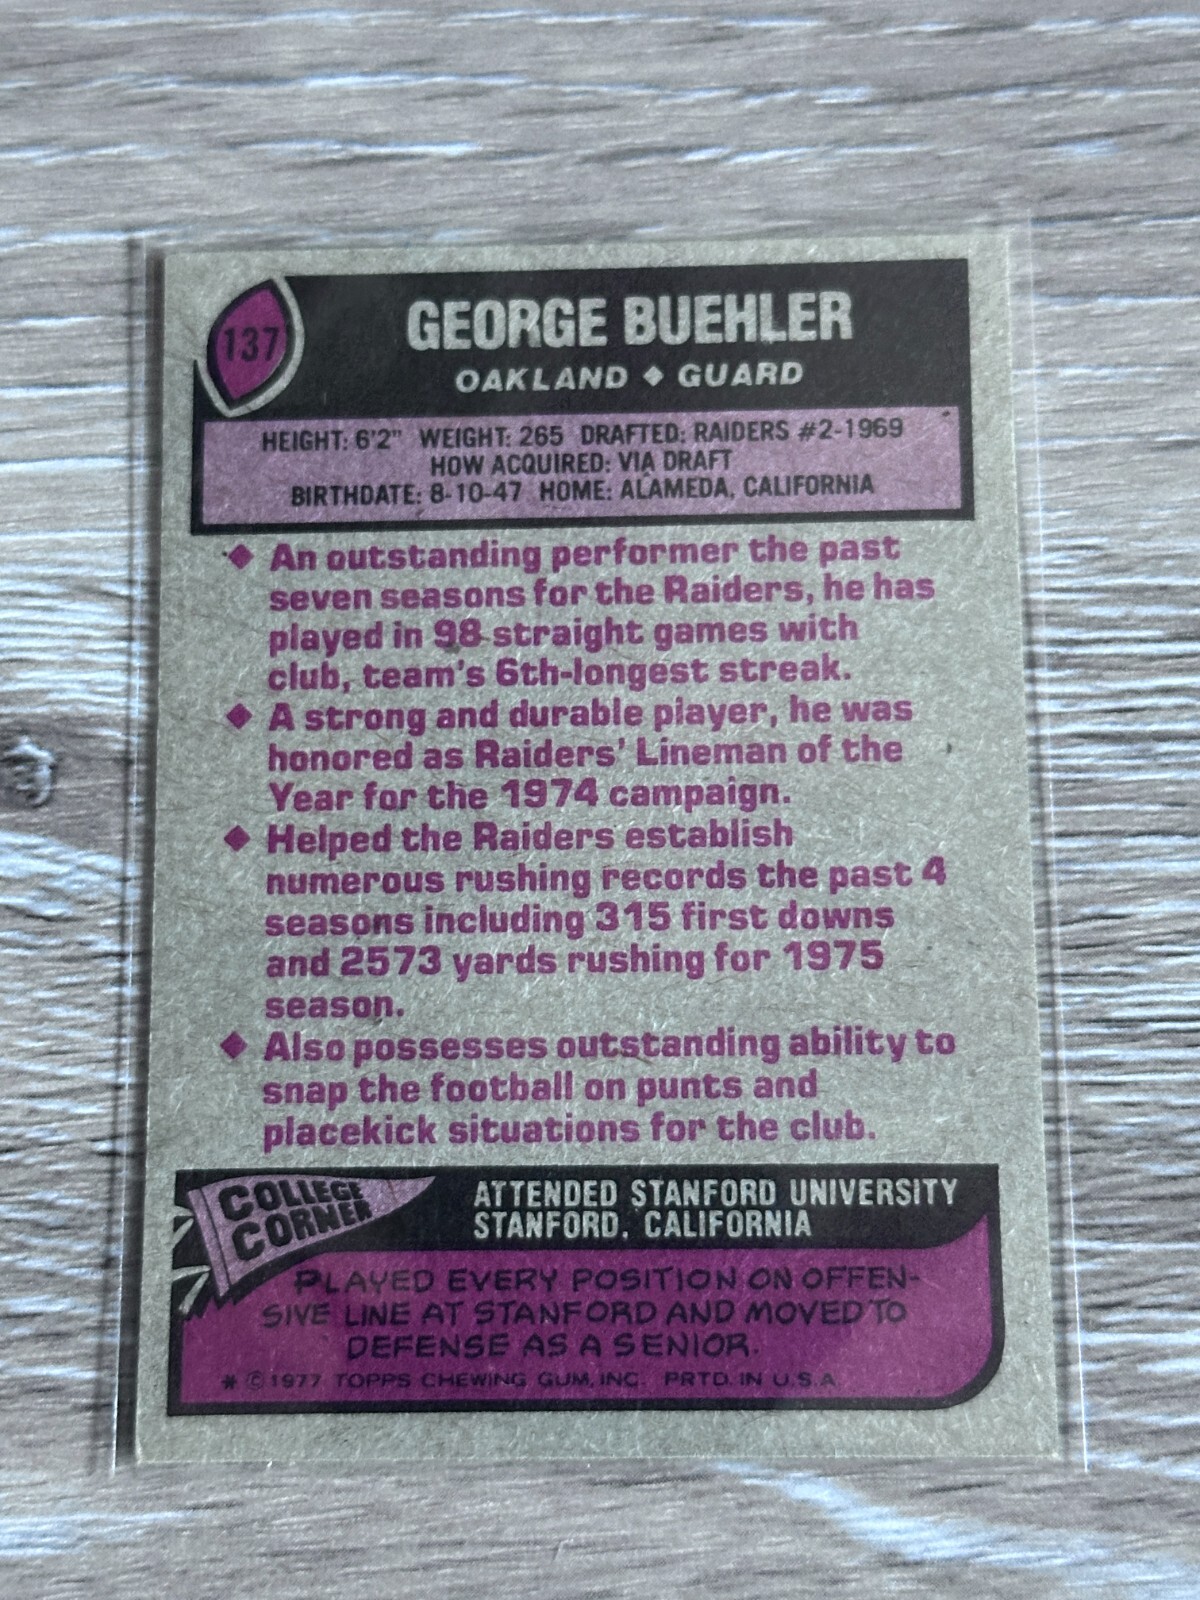 137
GEORGE BUEHLER
OAKLAND ◆ GUARD
HEIGHT: 6'2" WEIGHT: 265 DRAFTED: RAIDERS #2-1969
HOW ACQUIRED: VIA DRAFT
BIRTHDATE: 8-10-47 HOME: ALAMEDA, CALIFORNIA
◆ An outstanding performer the past
seven seasons for the Raiders, he has
played in 98 straight games with
club, team's 6th-longest streak.
◆ A strong and durable player, he was
honored as Raiders' Lineman of the
Year for the 1974 campaign.
◆ Helped the Raiders establish
numerous rushing records the past 4
seasons including 315 first downs
and 2573 yards rushing for 1975
season.
◆ Also possesses outstanding ability to
snap the football on punts and
placekick situations for the club.
COLLEGE
CORNER
ATTENDED STANFORD UNIVERSITY
STANFORD, CALIFORNIA
PLAYED EVERY POSITION ON OFFEN-
SIVE LINE AT STANFORD AND MOVED TO
DEFENSE AS A SENIOR.
* © 1977 TOPPS CHEWING GUM, INC. PRTD. IN U.S.A.